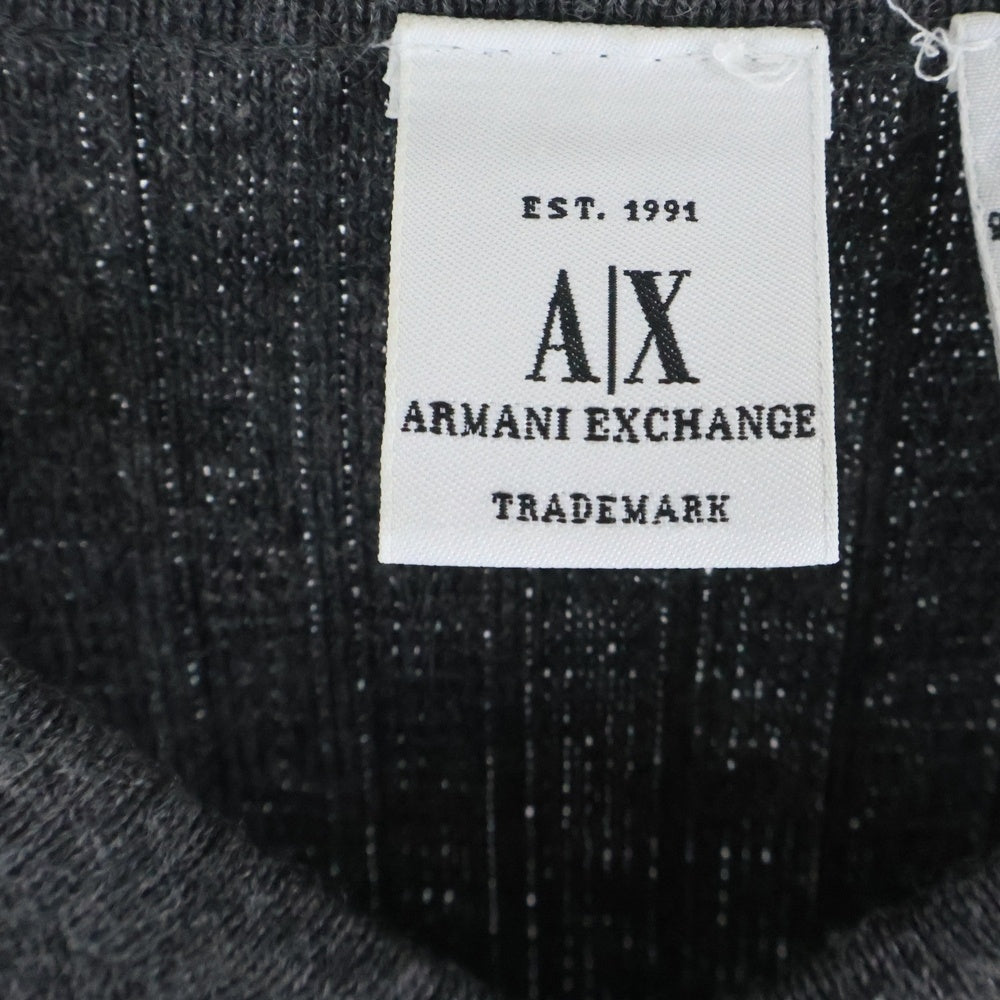 EST. 1991
A|X
ARMANI EXCHANGE
TRADEMARK